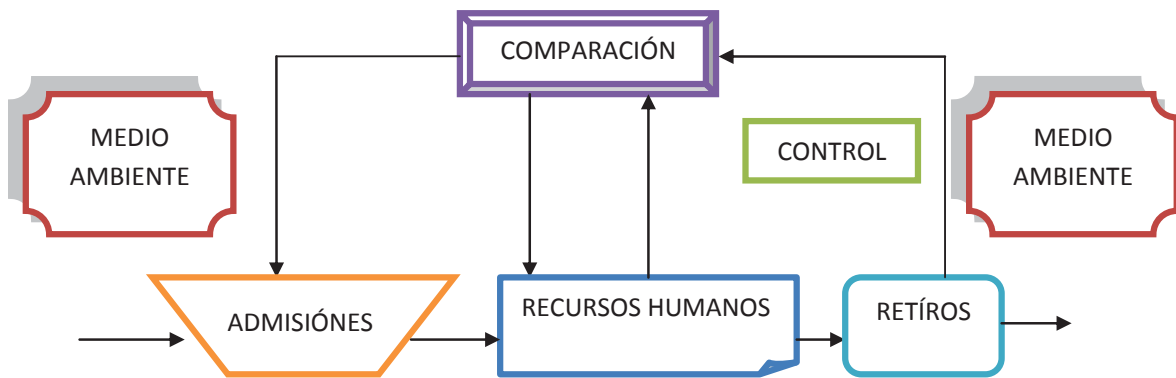 COMPARACIÓN
MEDIO
AMBIENTE
CONTROL
MEDIO
AMBIENTE
ADMISIÓNES
RECURSOS HUMANOS
RETÍROS